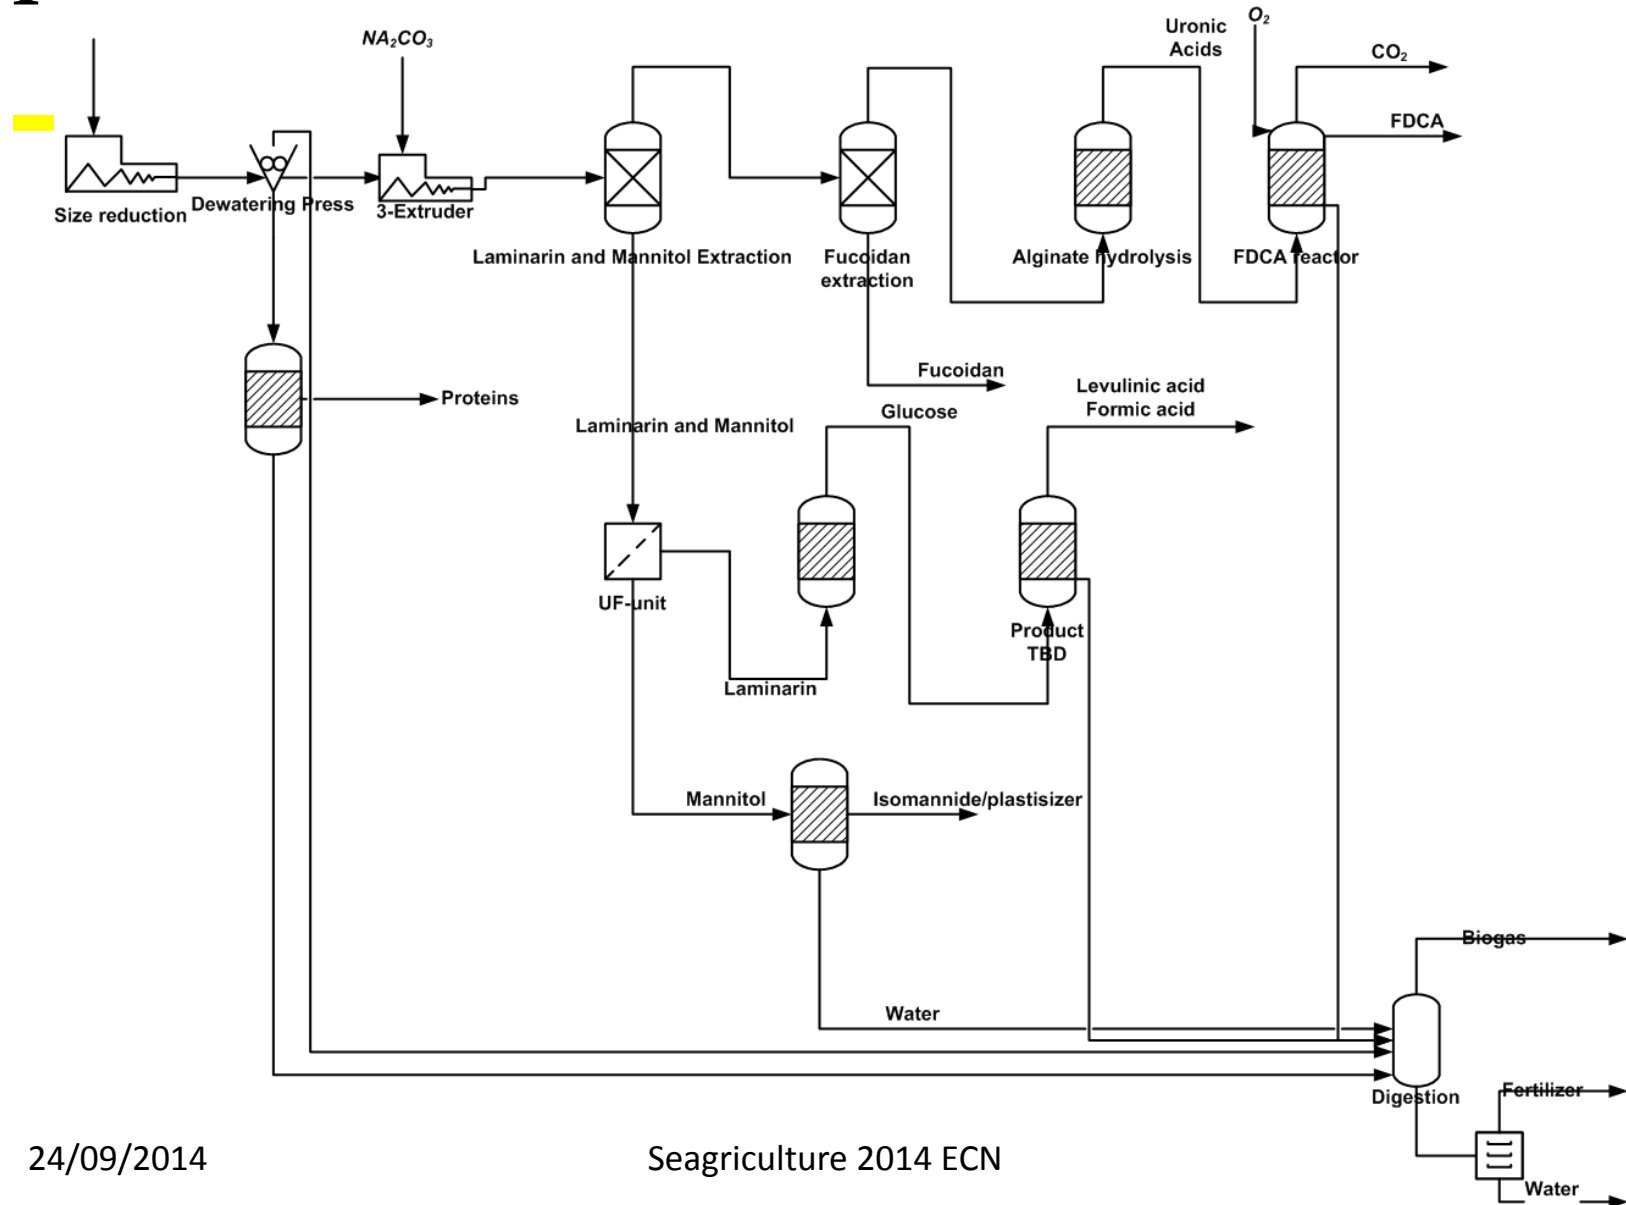 O₂
Uronic
Acids
NA₂CO₃
CO₂
FDCA
Size reduction
Dewatering Press
3-Extruder
Laminarin and Mannitol Extraction
Fucoidan
extraction
Alginate hydrolysis
FDCA reactor
Fucoidan
Proteins
Levulinic acid
Formic acid
Glucose
Laminarin and Mannitol
UF-unit
Product
TBD
Laminarin
Mannitol
Isomannide/plastisizer
Biogas
Water
Digestion
Fertilizer
Water
24/09/2014
Seagriculture 2014 ECN